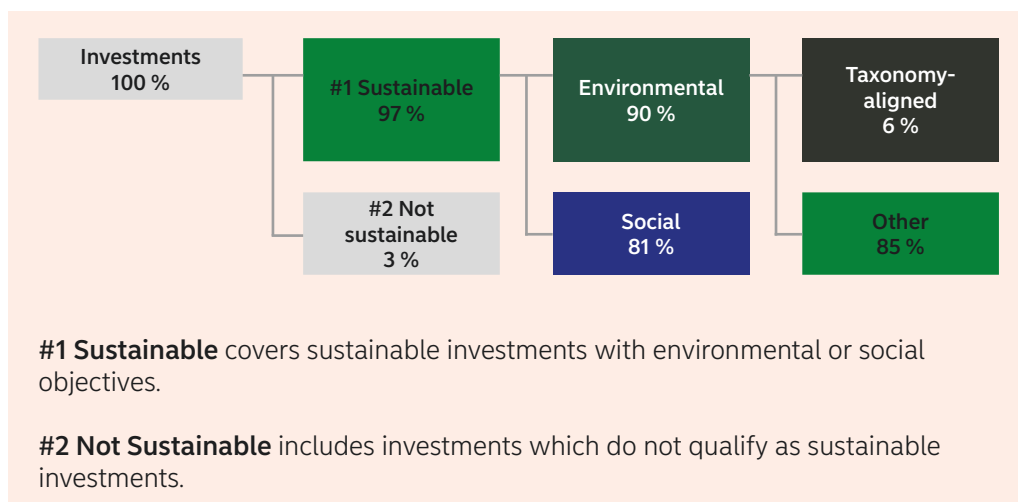 Investments
100 %
#1 Sustainable
97 %
Environmental
90 %
Taxonomy-
aligned
6 %
#2 Not
sustainable
3 %
Social
81 %
Other
85 %
#1 Sustainable covers sustainable investments with environmental or social
objectives.
#2 Not Sustainable includes investments which do not qualify as sustainable
investments.